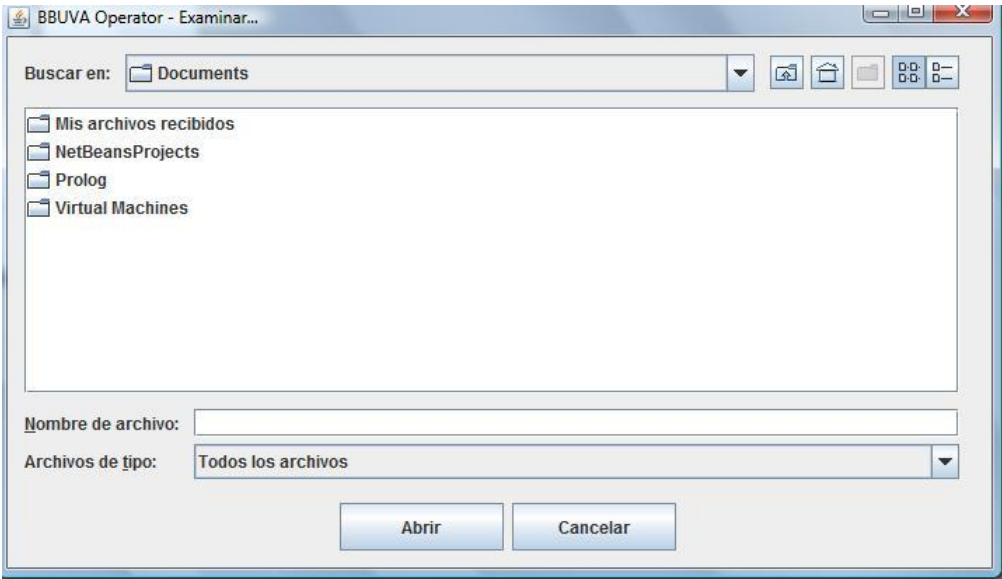 BBUVA Operator - Examinar...
Buscar en: Documents
Mis archivos recibidos
NetBeansProjects
Prolog
Virtual Machines
Nombre de archivo:
Archivos de tipo: Todos los archivos
Abrir Cancelar